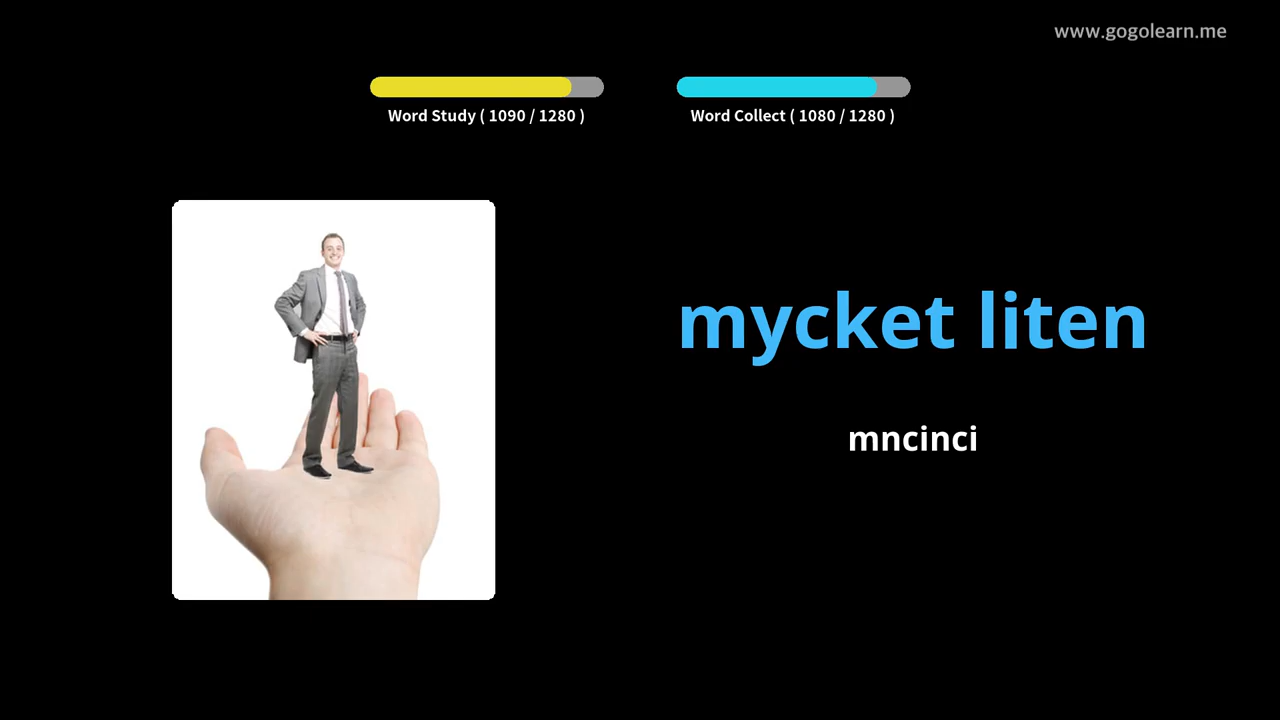 www.gogolearn.me
Word Study ( 1090 / 1280 )
Word Collect ( 1080 / 1280 )
mycket liten
mncinci